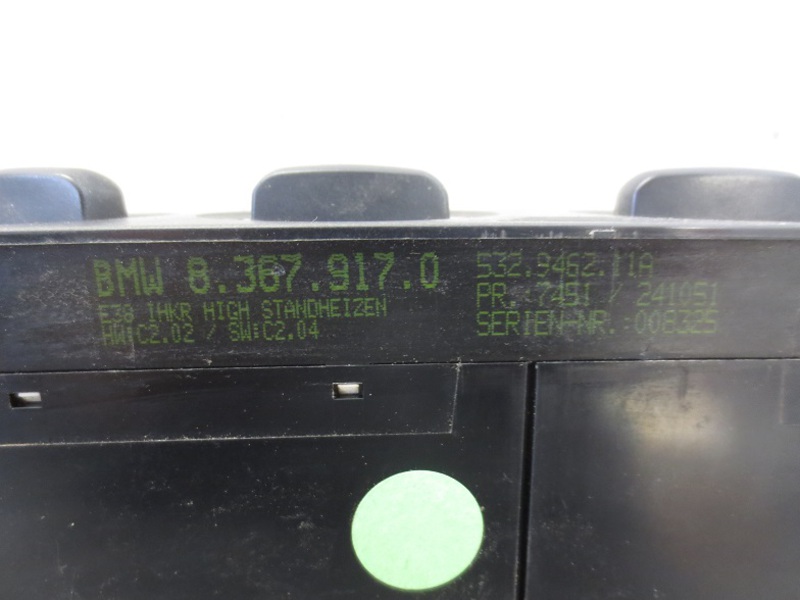 BMW 8.367.917.0
E38 IHKR HIGH STANDHEIZEN
HW:C2.02 / SW:C2.04
532.9462.11A
PR. 7451 / 241051
SERIEN-NR.:008325